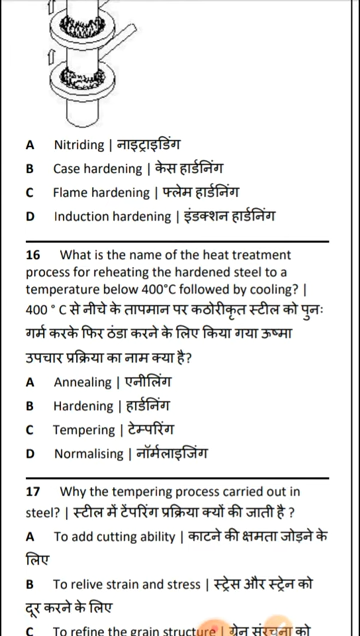 A Nitriding | नाइट्राइडिंग
B Case hardening | केस हार्डनिंग
C Flame hardening | फ्लेम हार्डनिंग
D Induction hardening | इंडक्शन हार्डनिंग
16 What is the name of the heat treatment
process for reheating the hardened steel to a
temperature below 400°C followed by cooling? |
400 ° C से नीचे के तापमान पर कठोरीकृत स्टील को पुनः
गर्म करके फिर ठंडा करने के लिए किया गया ऊष्मा
उपचार प्रक्रिया का नाम क्या है?
A Annealing | एनीलिंग
B Hardening | हार्डनिंग
C Tempering | टेम्परिंग
D Normalising | नॉर्मलाइजिंग
17 Why the tempering process carried out in
steel? | स्टील में टेंपरिंग प्रक्रिया क्यों की जाती है ?
A To add cutting ability | काटने की क्षमता जोड़ने के
लिए
B To relive strain and stress | स्ट्रेस और स्ट्रेन को
दूर करने के लिए
C To refine the grain structure | ग्रेन संरचना को